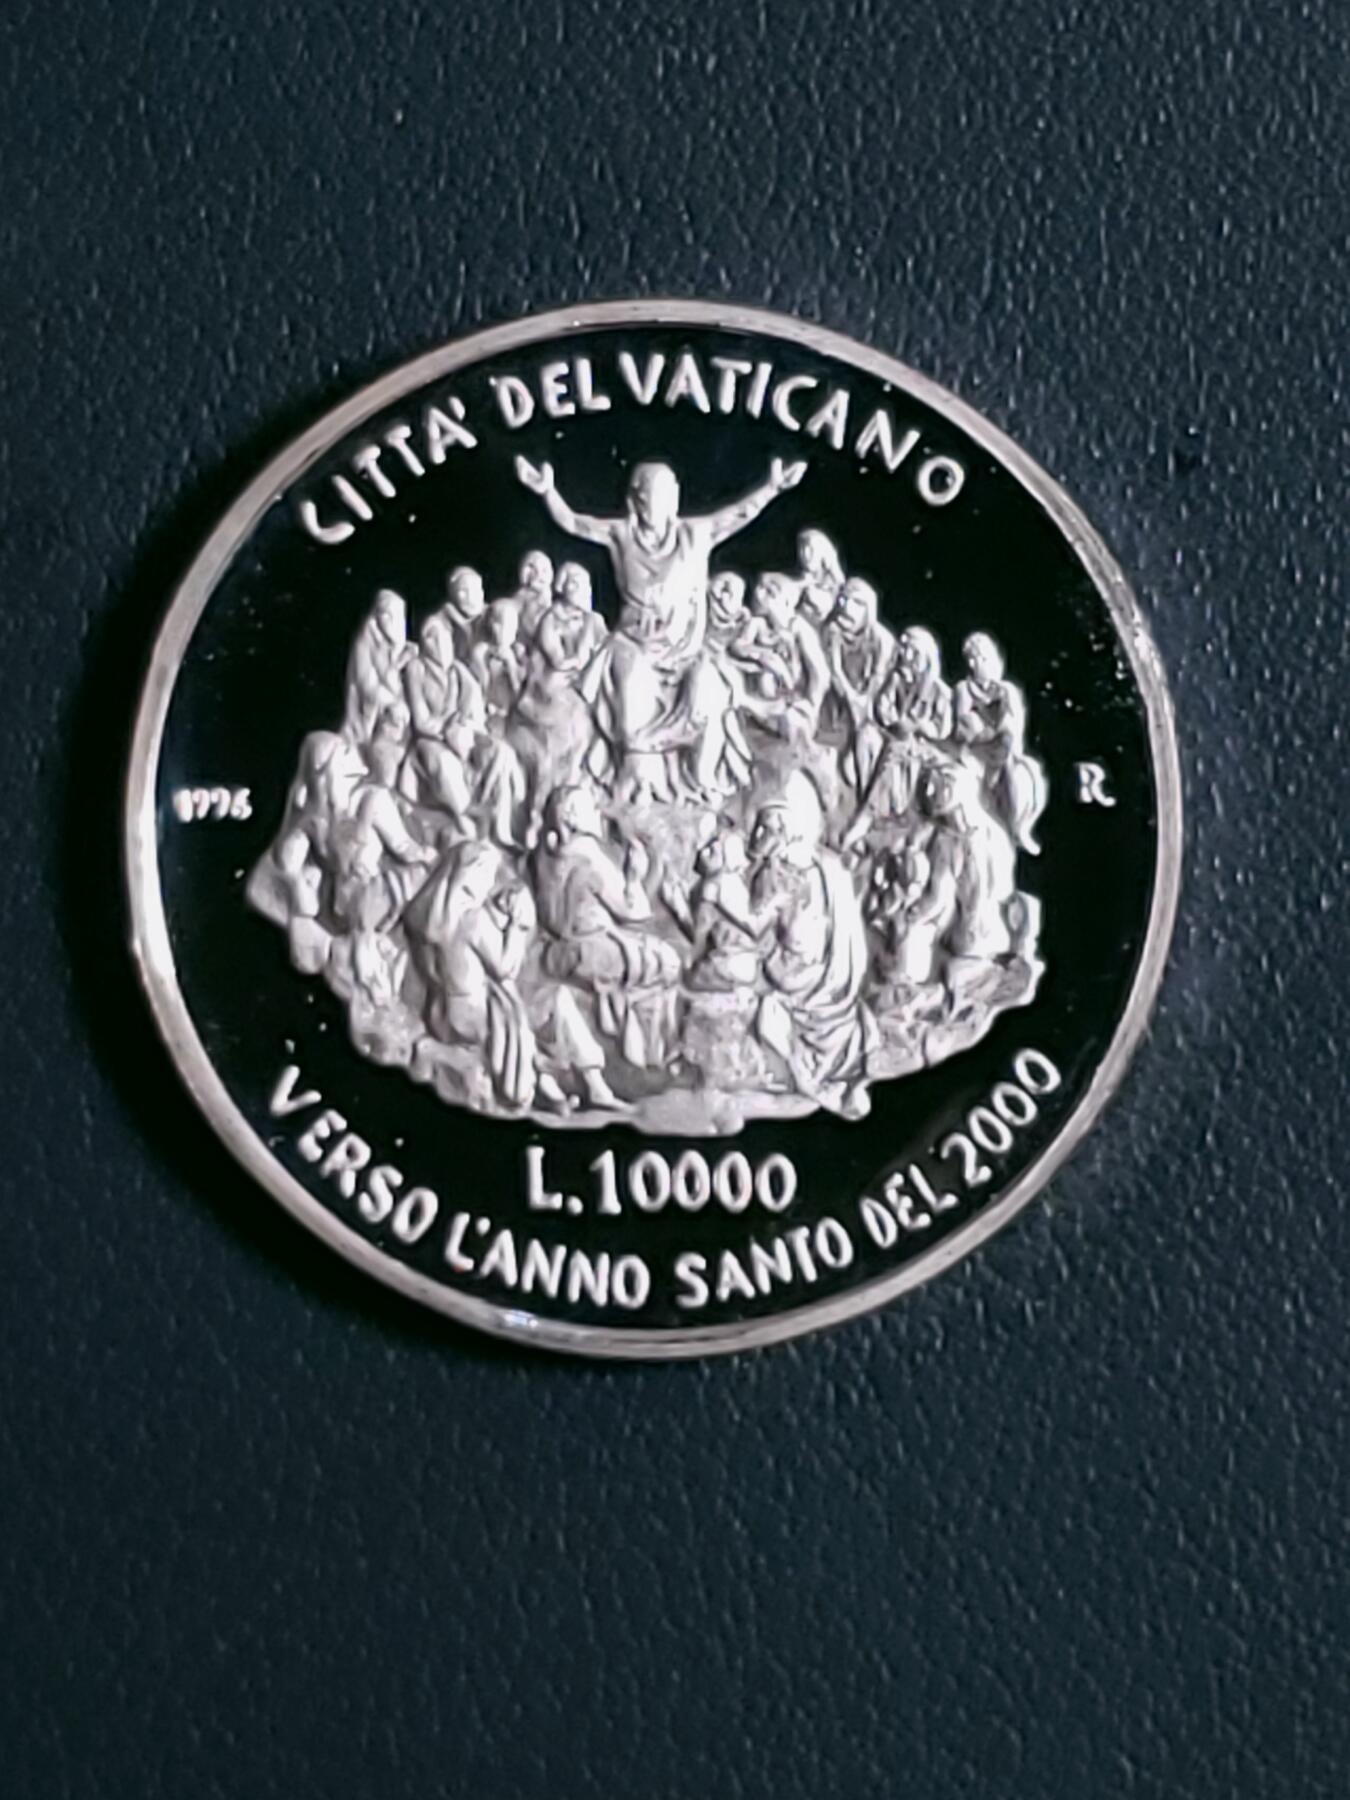 CITTA' DEL VATICANO
1996
R
L.10000
VERSO L'ANNO SANTO DEL 2000